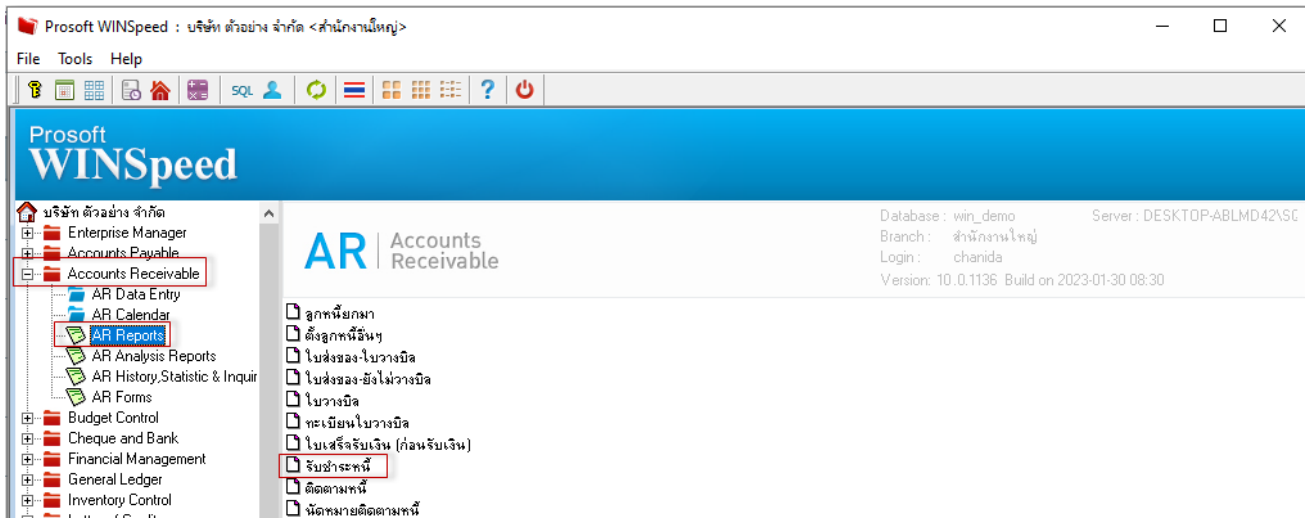 Prosoft WINSpeed : บริษัท ตัวอย่าง จำกัด <สำนักงานใหญ่>
File Tools Help
SQL
Prosoft
WINSpeed
บริษัท ตัวอย่าง จำกัด
Enterprise Manager
Accounts Payable
Accounts Receivable
AR Data Entry
AR Calendar
AR Reports
AR Analysis Reports
AR History,Statistic & Inquir
AR Forms
Budget Control
Cheque and Bank
Financial Management
General Ledger
Inventory Control
AR Accounts Receivable
Database : win_demo Server : DESKTOP-ABLMD42\SQ
Branch : สำนักงานใหญ่
Login : chanida
Version: 10.0.1136 Build on 2023-01-30 08:30
ลูกหนี้ยกมา
ตั้งลูกหนี้อื่นๆ
ใบส่งของ-ใบวางบิล
ใบส่งของ-ยังไม่วางบิล
ใบวางบิล
ทะเบียนใบวางบิล
ใบเสร็จรับเงิน (ก่อนรับเงิน)
รับชำระหนี้
ติดตามหนี้
นัดหมายติดตามหนี้